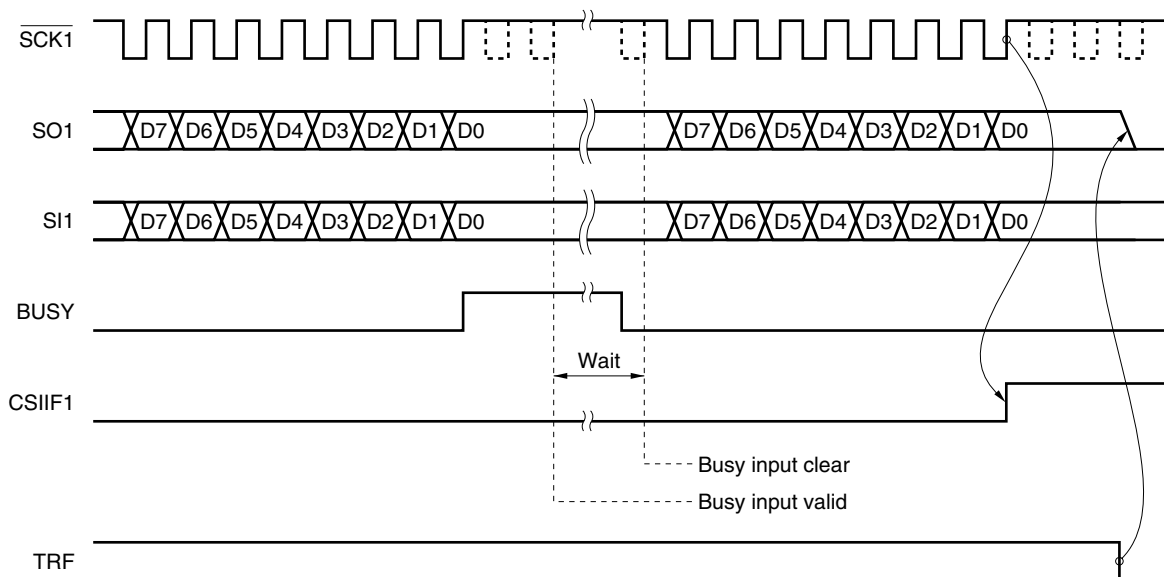 SCK1
SO1 D7 D6 D5 D4 D3 D2 D1 D0 D7 D6 D5 D4 D3 D2 D1 D0
SI1 D7 D6 D5 D4 D3 D2 D1 D0 D7 D6 D5 D4 D3 D2 D1 D0
BUSY
Wait
CSIIF1
Busy input clear
Busy input valid
TRF